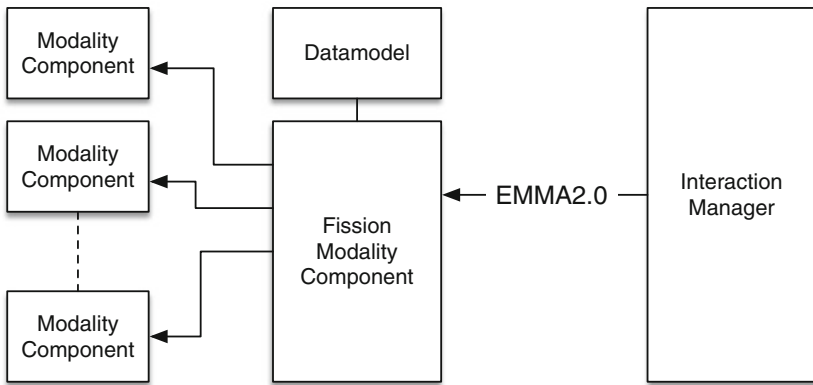 Modality
Component
Datamodel
Modality
Component
Fission
Modality
Component
EMMA2.0
Interaction
Manager
Modality
Component